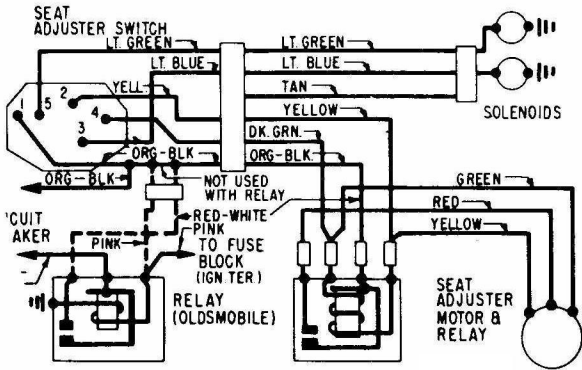 SEAT
ADJUSTER SWITCH
LT. GREEN
LT. GREEN
LT. BLUE
LT. BLUE
YELL
TAN
1
5
2
4
3
YELLOW
SOLENOIDS
DK. GRN.
ORG-BLK
ORG-BLK
ORG-BLK
NOT USED
WITH RELAY
GREEN
RED
YELLOW
RED-WHITE
'CUIT
AKER
PINK
PINK
TO FUSE
BLOCK
(IGN. TER.)
RELAY
(OLDSMOBILE)
SEAT
ADJUSTER
MOTOR &
RELAY